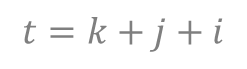 t = k + j + i